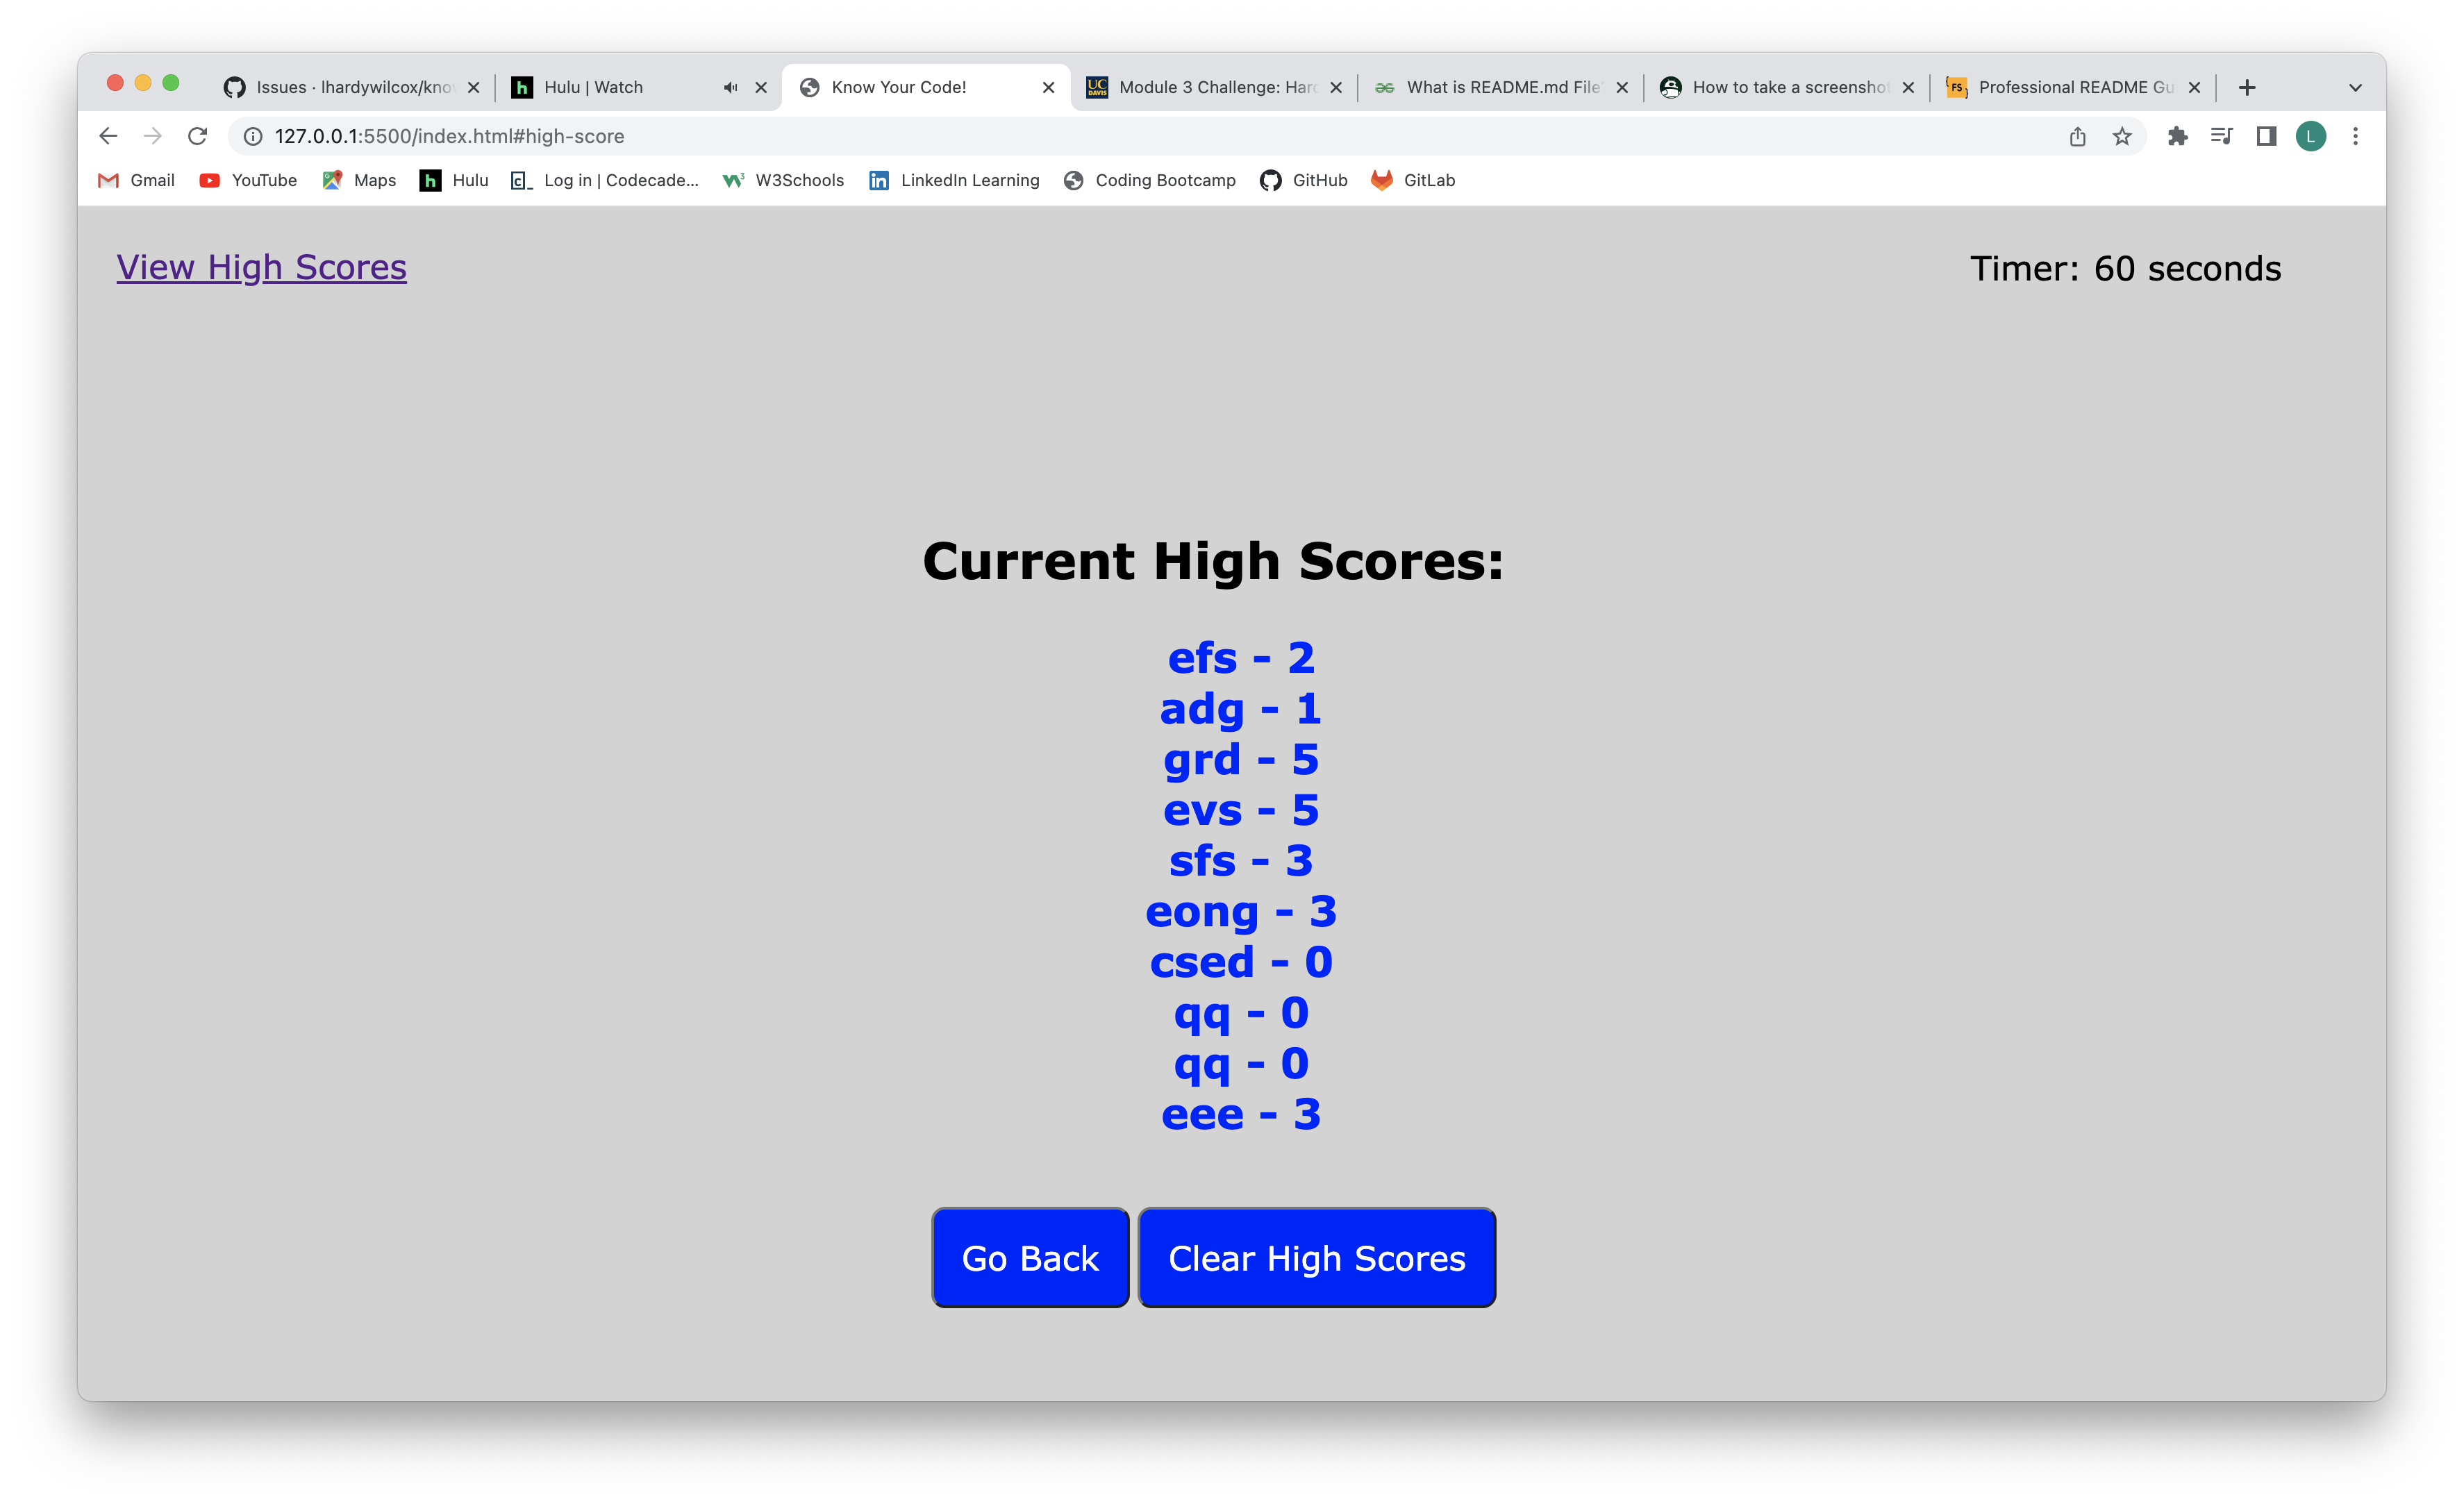 Issues · lhardywilcox/kno
Hulu | Watch
Know Your Code!
UC DAVIS
Module 3 Challenge: Har
What is README.md File
How to take a screensho
FS
Professional README Gu
127.0.0.1:5500/index.html#high-score
L
Gmail
YouTube
Maps
h Hulu
Log in | Codecade...
W3Schools
in LinkedIn Learning
Coding Bootcamp
GitHub
GitLab
View High Scores
Timer: 60 seconds
Current High Scores:
efs - 2
adg - 1
grd - 5
evs - 5
sfs - 3
eong - 3
csed - 0
qq - 0
qq - 0
eee - 3
Go Back
Clear High Scores